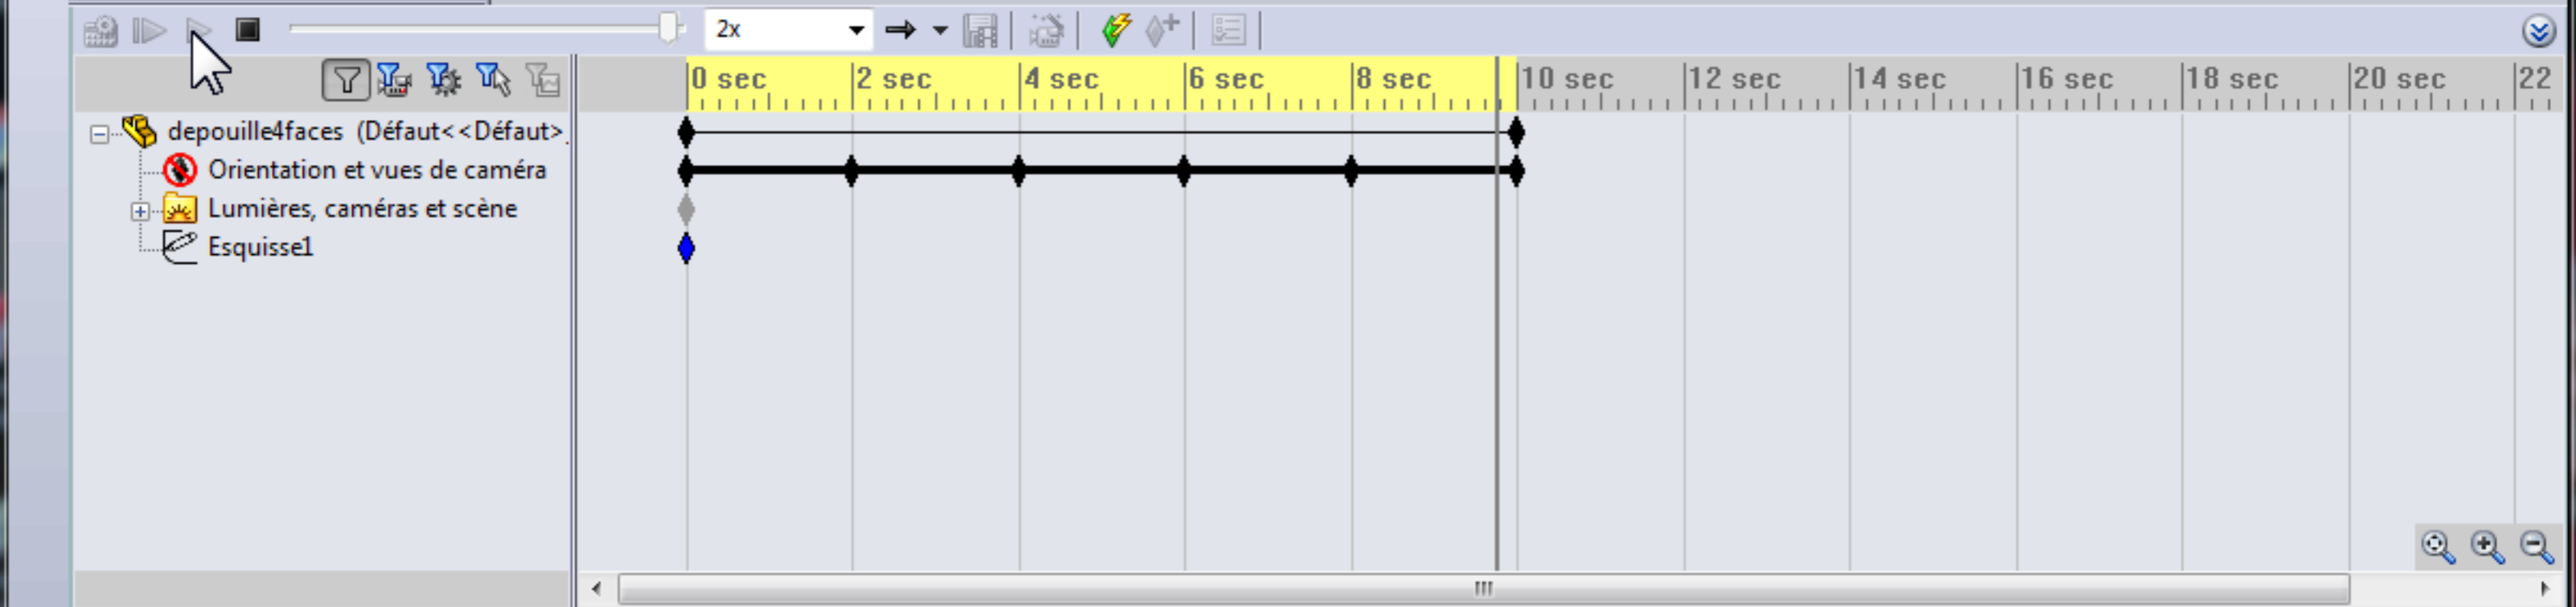 2x
0 sec 2 sec 4 sec 6 sec 8 sec 10 sec 12 sec 14 sec 16 sec 18 sec 20 sec 22
depouille4faces (Défaut<<Défaut>.
Orientation et vues de caméra
Lumières, caméras et scène
Esquisse1